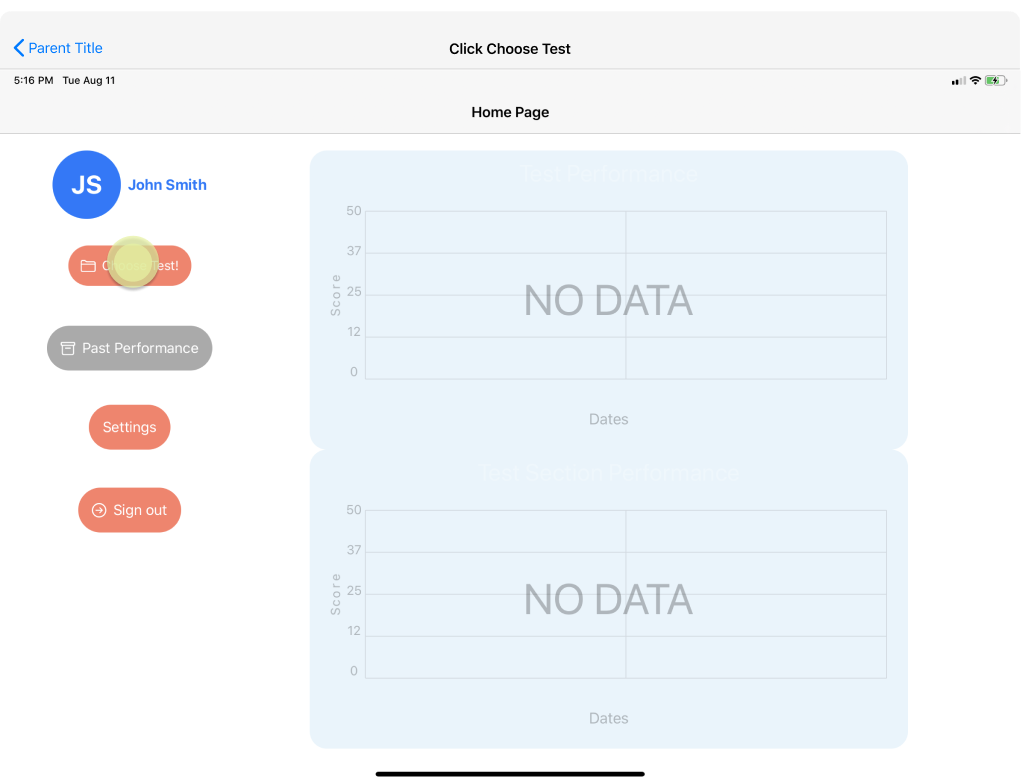 Parent Title
Click Choose Test
5:16 PM Tue Aug 11
Home Page
JS
John Smith
Test!
Past Performance
Settings
Sign out
Test Performance
50
37
25
12
0
Score
NO DATA
Dates
Test Section Performance
50
37
25
12
0
Score
NO DATA
Dates